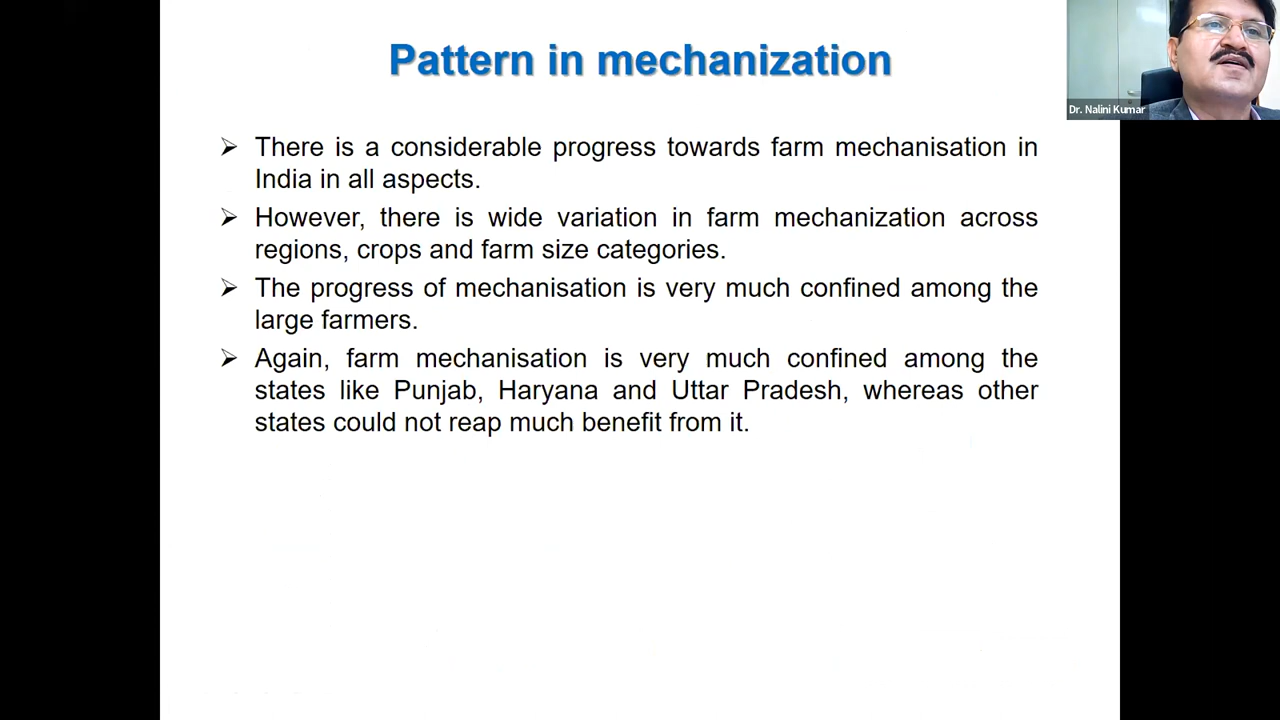 Pattern in mechanization
Dr. Nalini Kumar
➢ There is a considerable progress towards farm mechanisation in
India in all aspects.
➢ However, there is wide variation in farm mechanization across
regions, crops and farm size categories.
➢ The progress of mechanisation is very much confined among the
large farmers.
➢ Again, farm mechanisation is very much confined among the
states like Punjab, Haryana and Uttar Pradesh, whereas other
states could not reap much benefit from it.